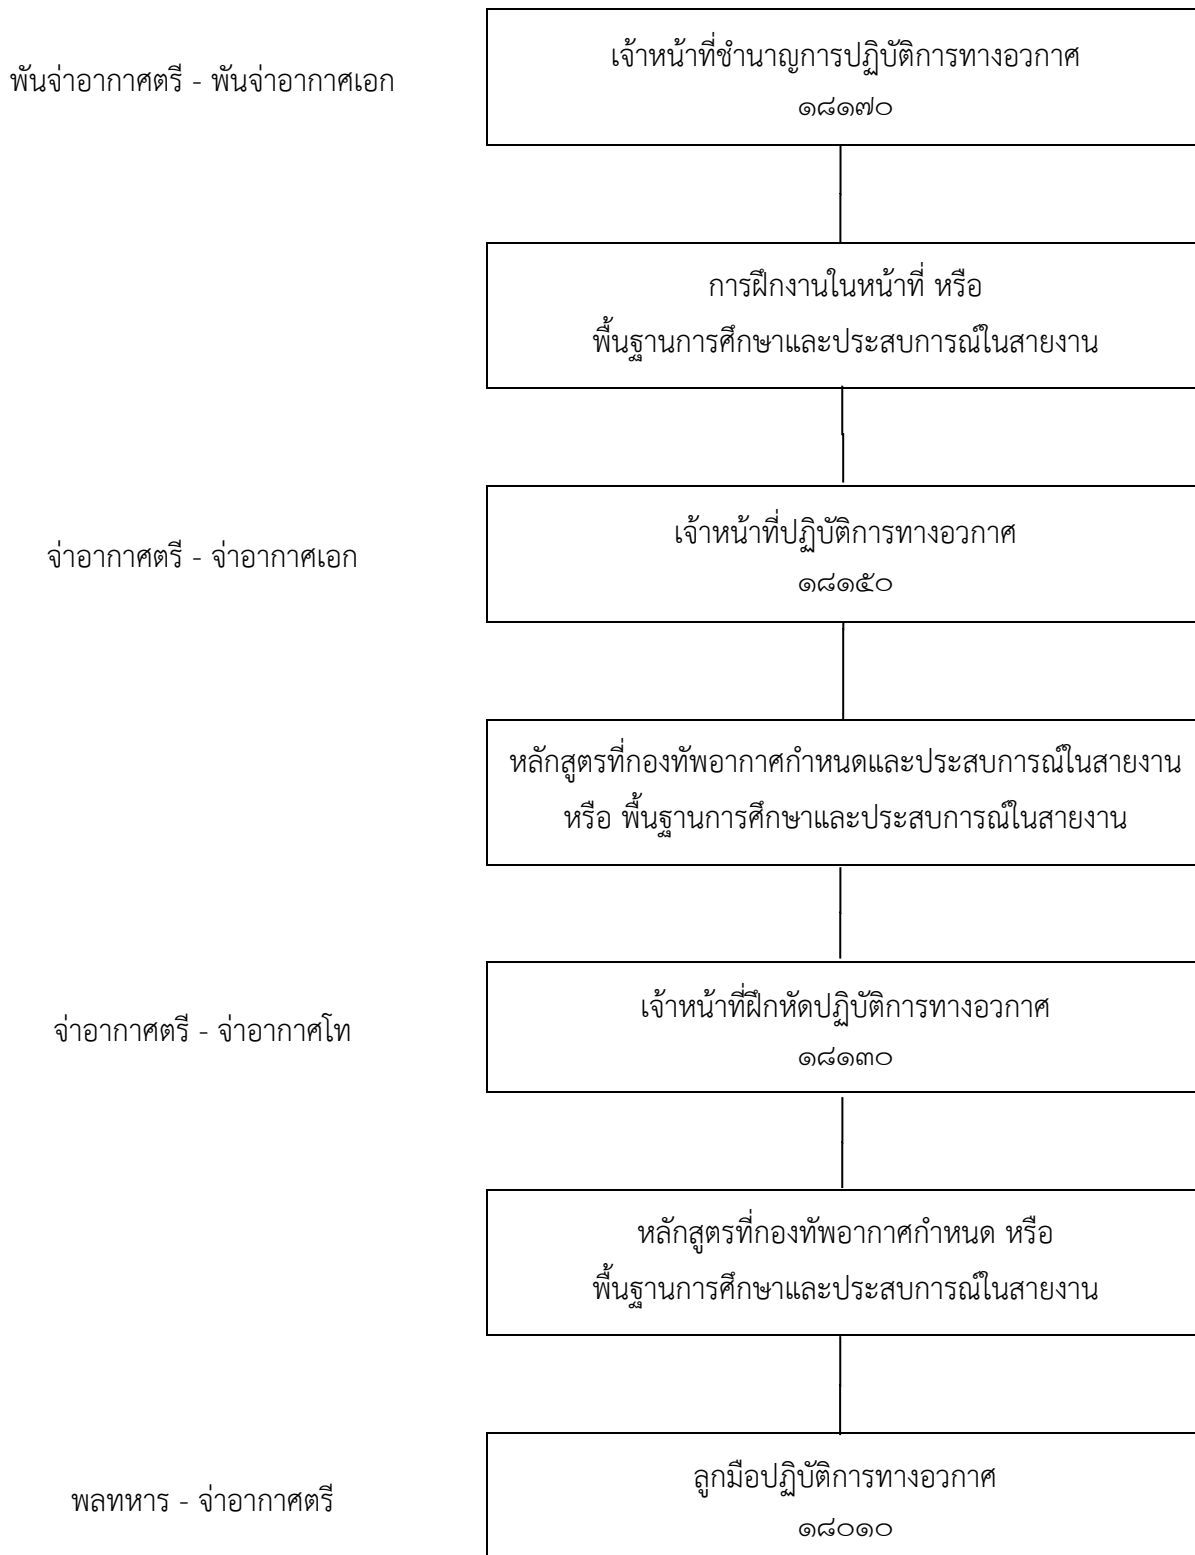 เจ้าหน้าที่ชำนาญการปฏิบัติการทางอวกาศ
พันจ่าอากาศตรี - พันจ่าอากาศเอก
๑๘๑๗๐
การฝึกงานในหน้าที่ หรือ
พื้นฐานการศึกษาและประสบการณ์ในสายงาน
เจ้าหน้าที่ปฏิบัติการทางอวกาศ
จ่าอากาศตรี - จ่าอากาศเอก
๑๘๑๕๐
หลักสูตรที่กองทัพอากาศกำหนดและประสบการณ์ในสายงาน
หรือ พื้นฐานการศึกษาและประสบการณ์ในสายงาน
เจ้าหน้าที่ฝึกหัดปฏิบัติการทางอวกาศ
จ่าอากาศตรี - จ่าอากาศโท
๑๘๑๓๐
หลักสูตรที่กองทัพอากาศกำหนด หรือ
พื้นฐานการศึกษาและประสบการณ์ในสายงาน
ลูกมือปฏิบัติการทางอวกาศ
พลทหาร - จ่าอากาศตรี
๑๘๐๑๐